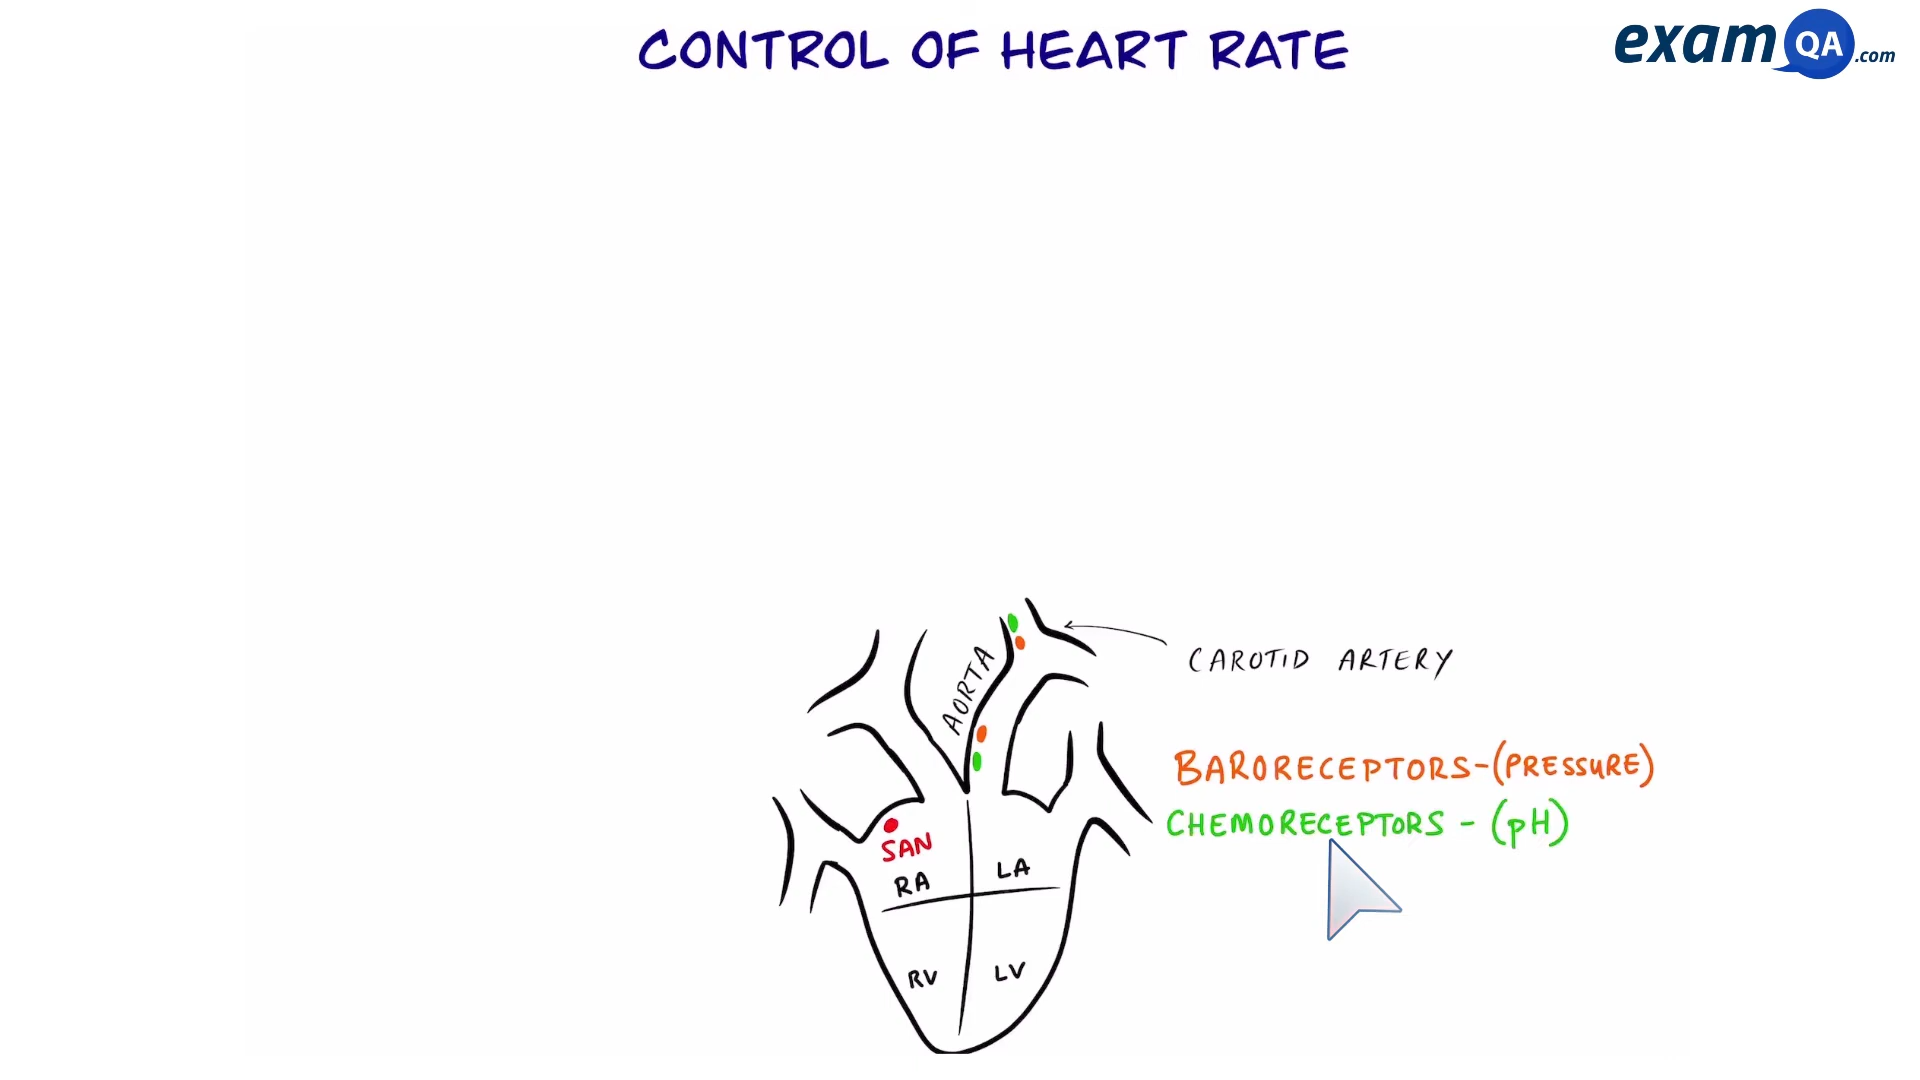 CONTROL OF HEART RATE
examQA.com
CAROTID ARTERY
AORTA
BARORECEPTORS-(PRESSURE)
CHEMORECEPTORS - (pH)
SAN
RA
LA
RV
LV